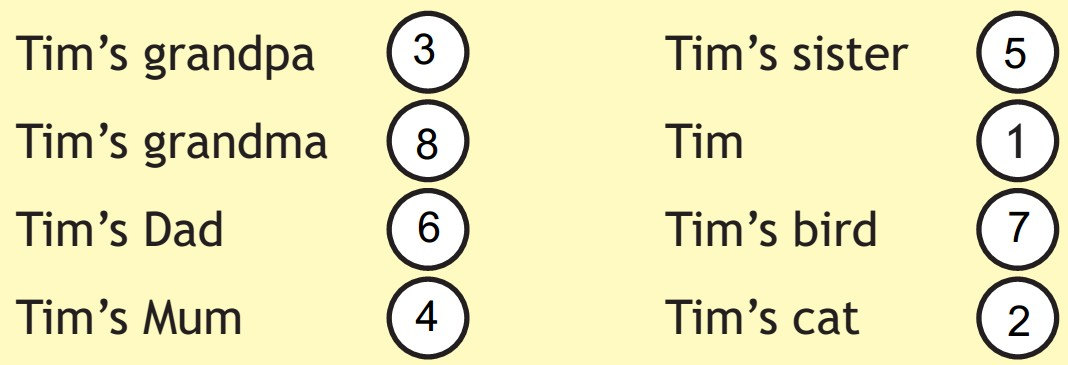 Tim’s grandpa 3
Tim’s grandma 8
Tim’s Dad 6
Tim’s Mum 4
Tim’s sister 5
Tim 1
Tim’s bird 7
Tim’s cat 2